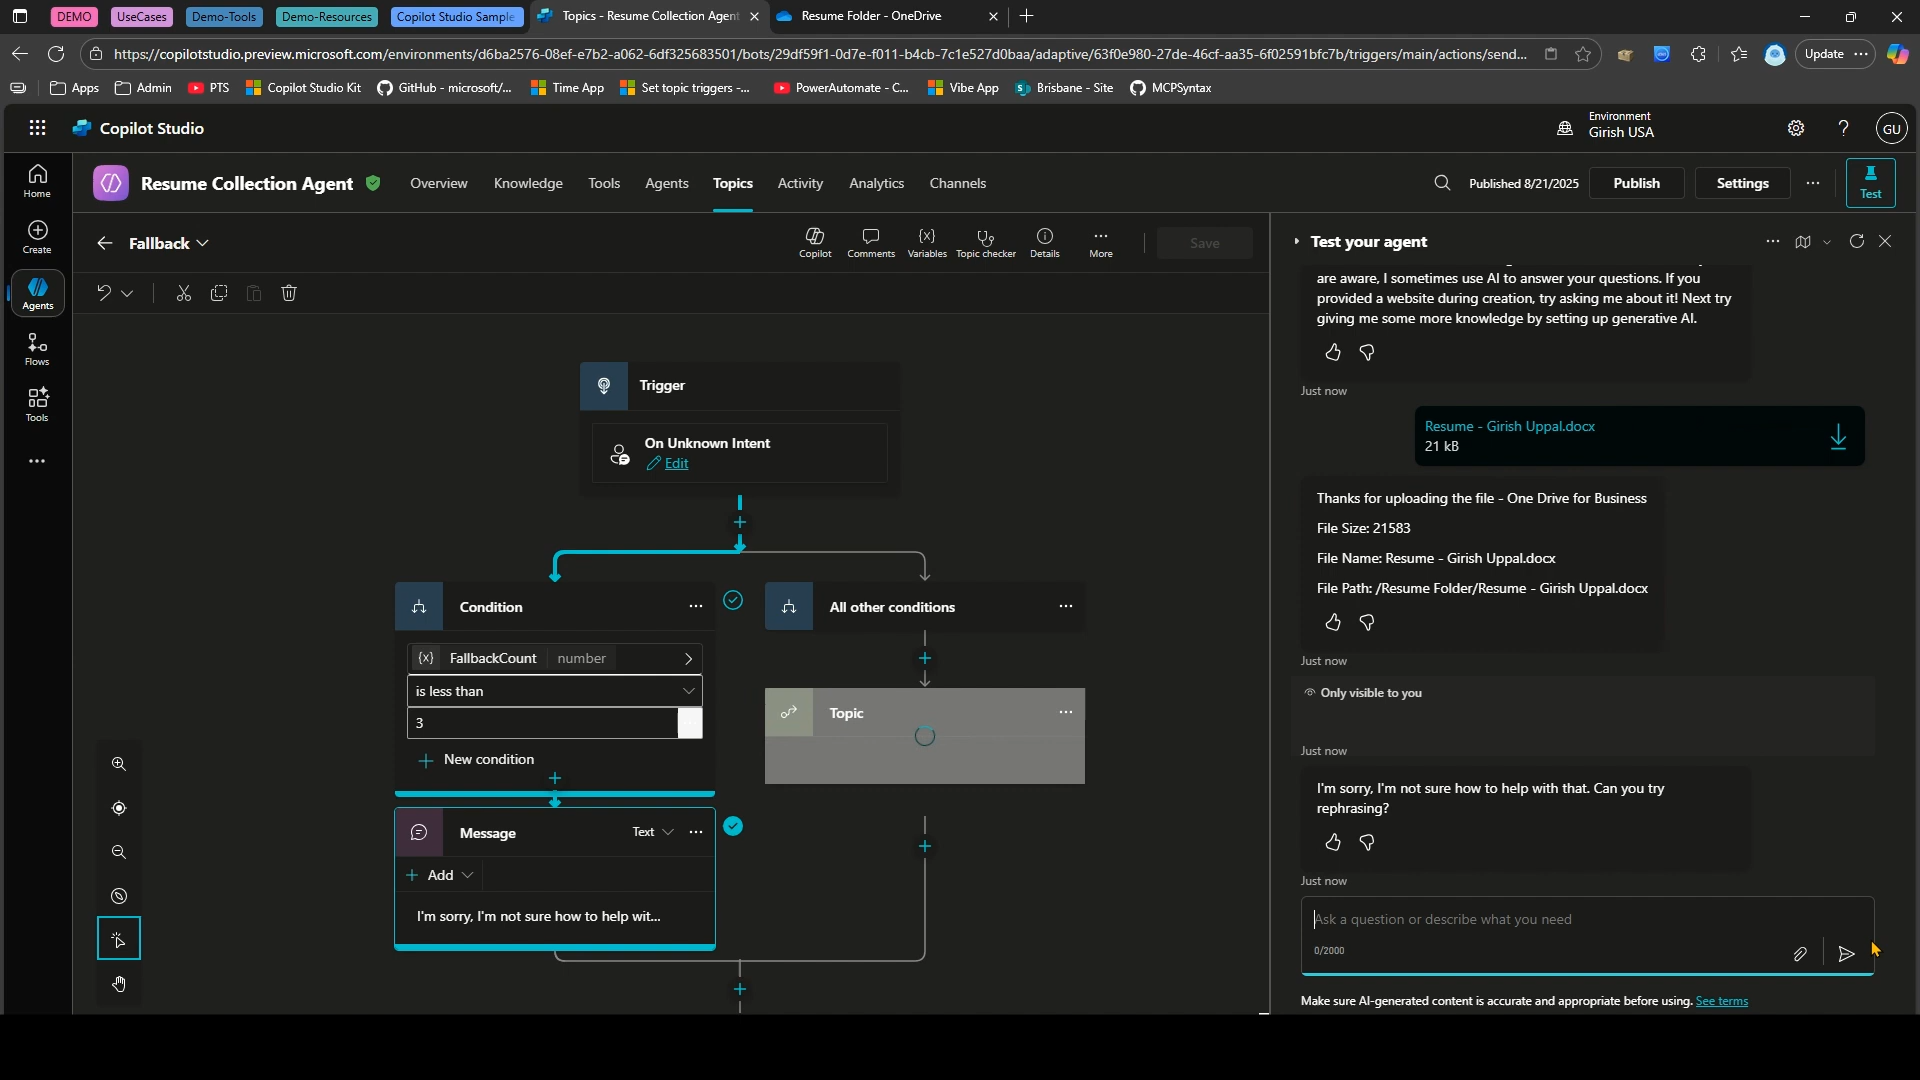 DEMO
UseCases
Demo-Tools
Demo-Resources
Copilot Studio Sample
Topics - Resume Collection Agent
Resume Folder - OneDrive
https://copilotstudio.preview.microsoft.com/environments/d6ba2576-08ef-e7b2-a062-6df325683501/bots/29df59f1-0d7e-f011-b4cb-7c1e527d0baa/adaptive/63f0e980-27de-46cf-aa35-6f02591bfc7b/triggers/main/actions/send...
Update
Apps
Admin
PTS
Copilot Studio Kit
GitHub - microsoft/...
Time App
Set topic triggers -...
PowerAutomate - C...
Vibe App
Brisbane - Site
MCPSyntax
Copilot Studio
Environment
Girish USA
GU
Home
Create
Agents
Flows
Tools
Resume Collection Agent
Overview
Knowledge
Tools
Agents
Topics
Activity
Analytics
Channels
Published 8/21/2025
Publish
Settings
Test
Fallback
Copilot
Comments
Variables
Topic checker
Details
More
Save
Trigger
On Unknown Intent
Edit
Condition
{x} FallbackCount number
is less than
3
New condition
All other conditions
Topic
Message
Text
Add
I'm sorry, I'm not sure how to help wit...
Test your agent
are aware, I sometimes use AI to answer your questions. If you
provided a website during creation, try asking me about it! Next try
giving me some more knowledge by setting up generative AI.
Just now
Resume - Girish Uppal.docx
21 kB
Thanks for uploading the file - One Drive for Business
File Size: 21583
File Name: Resume - Girish Uppal.docx
File Path: /Resume Folder/Resume - Girish Uppal.docx
Just now
Only visible to you
Just now
I'm sorry, I'm not sure how to help with that. Can you try
rephrasing?
Just now
Ask a question or describe what you need
0/2000
Make sure AI-generated content is accurate and appropriate before using. See terms